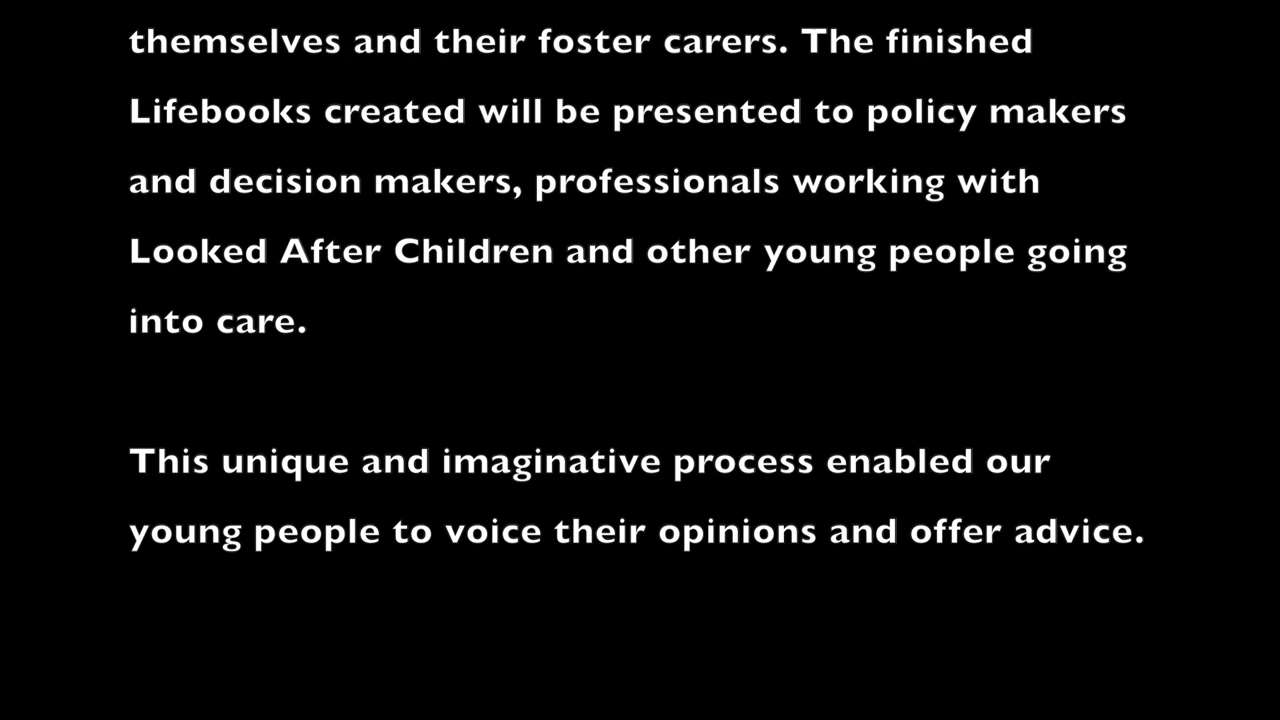 themselves and their foster carers. The finished
Lifebooks created will be presented to policy makers
and decision makers, professionals working with
Looked After Children and other young people going
into care.
This unique and imaginative process enabled our
young people to voice their opinions and offer advice.